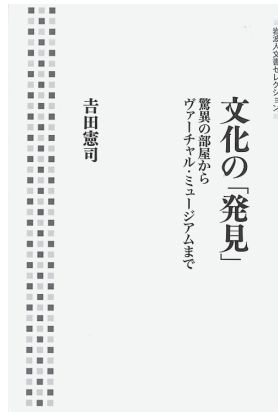 岩波人文書セレクション
文化の「発見」
驚異の部屋から
ヴァーチャル・ミュージアムまで
吉田憲司